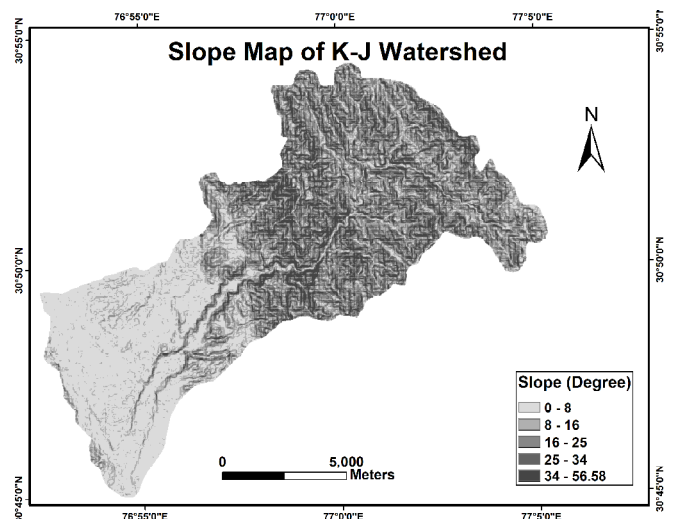 76°55'0"E 77°0'0"E 77°5'0"E
Slope Map of K-J Watershed
30°55'0"N
30°55'0"N
N
30°50'0"N
30°50'0"N
Slope (Degree)
0 - 8
8 - 16
16 - 25
25 - 34
34 - 56.58
0 5,000
Meters
30°45'0"N
30°45'0"N
76°55'0"E 77°0'0"E 77°5'0"E